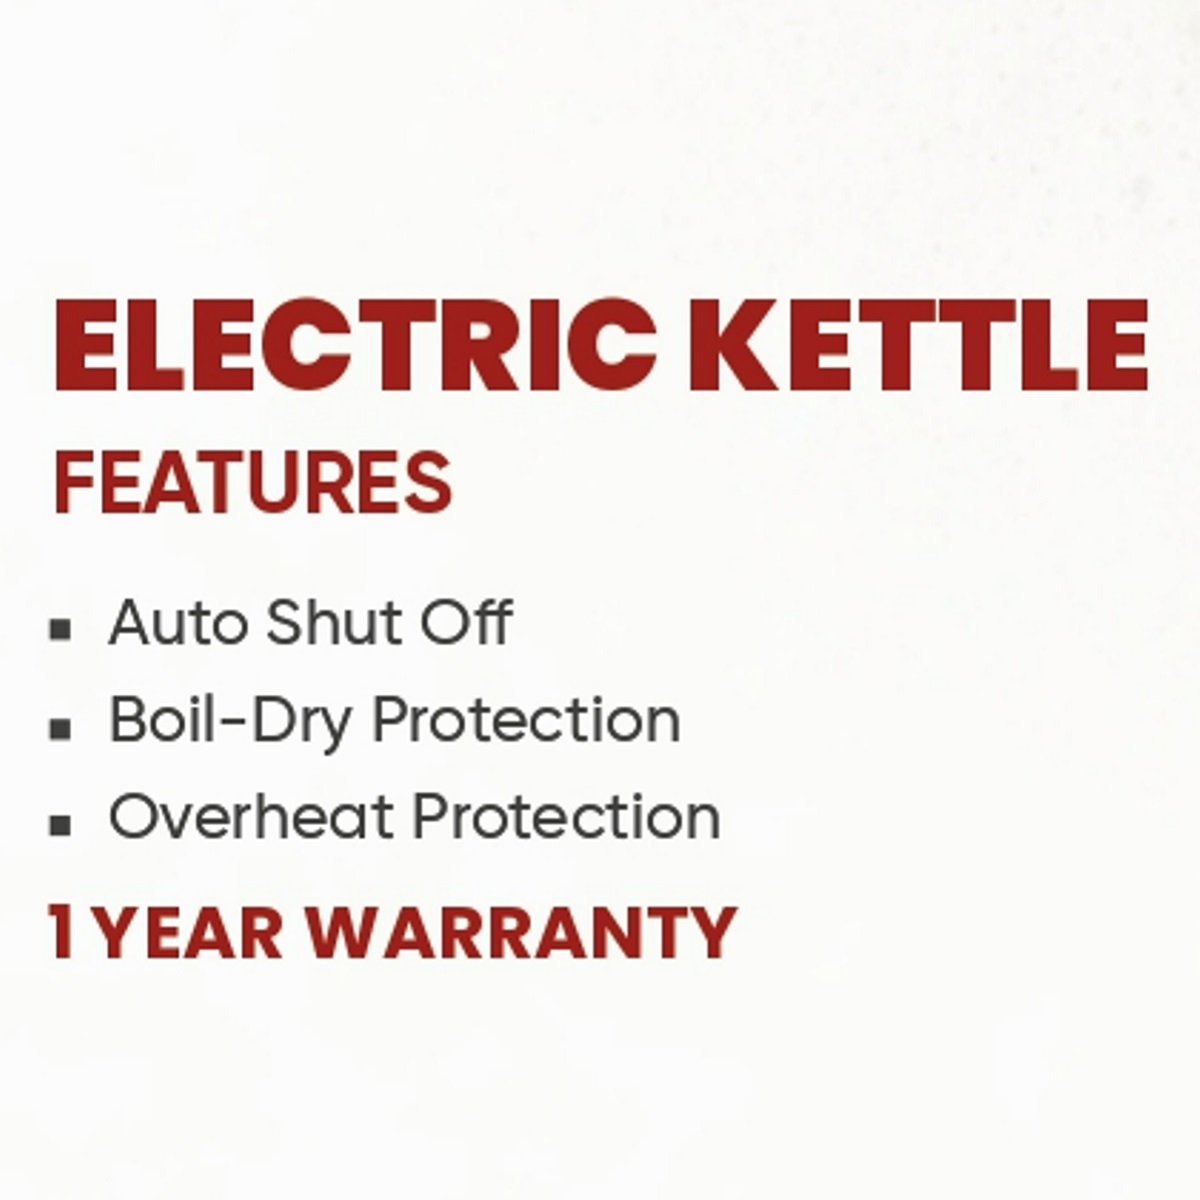 ELECTRIC KETTLE
FEATURES
▪ Auto Shut Off
▪ Boil-Dry Protection
▪ Overheat Protection
1 YEAR WARRANTY